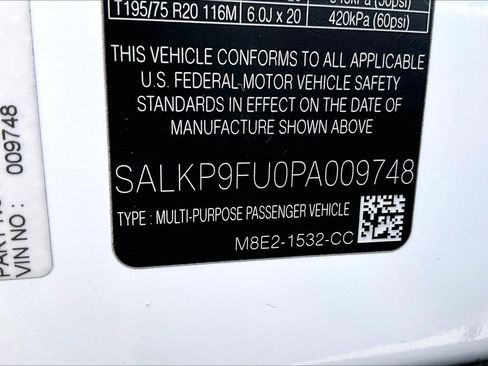 T195/75 R20 116M 6.0J x 20 420kPa (60psi)
THIS VEHICLE CONFORMS TO ALL APPLICABLE
U.S. FEDERAL MOTOR VEHICLE SAFETY
STANDARDS IN EFFECT ON THE DATE OF
MANUFACTURE SHOWN ABOVE
SALKP9FU0PA009748
TYPE : MULTI-PURPOSE PASSENGER VEHICLE
M8E2-1532-CC
VIN NO : 009748